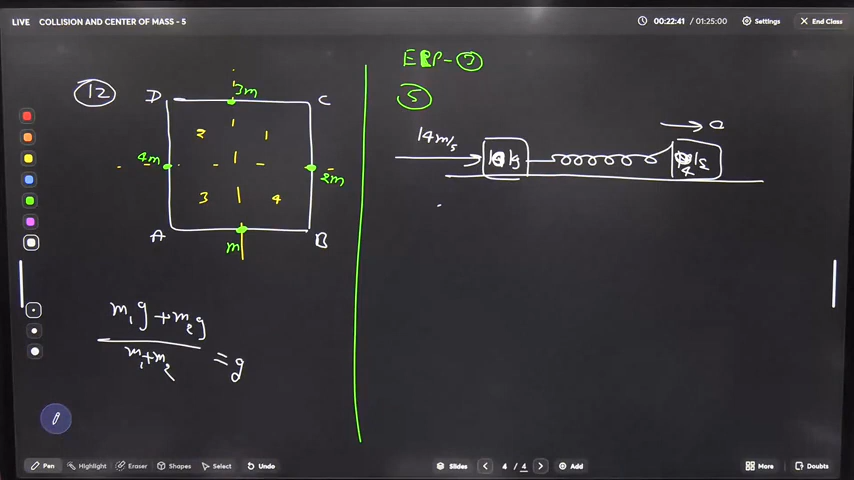 LIVE COLLISION AND CENTER OF MASS - 5
00:22:41 / 01:25:00
Settings
End Class
12
D
3m
C
2
1
4m
2m
3
4
A
m
B
m₁g + m₂g
m₁+m₂
= g
ERP-3
5
14m/s
4
Pen
Highlight
Eraser
Shapes
Select
Undo
Slides
4 / 4
Add
More
Doubts